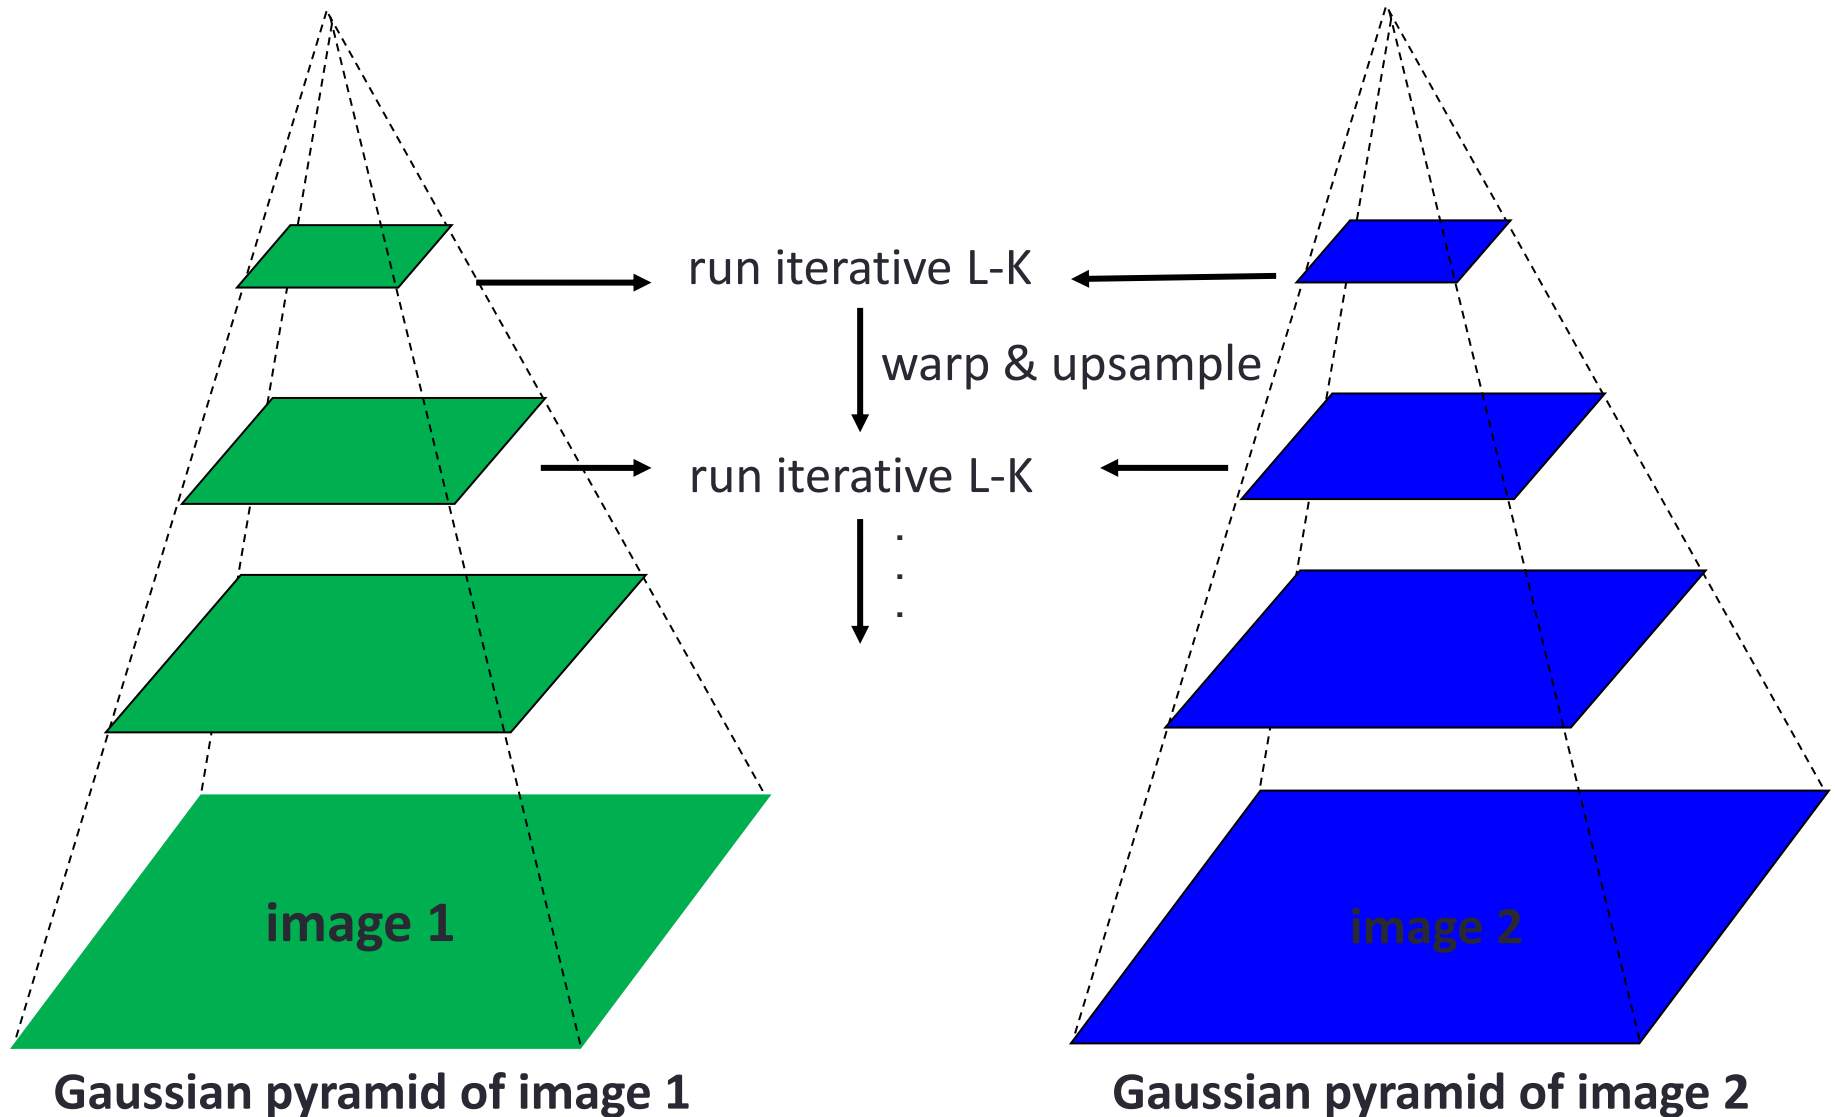 run iterative L-K
warp & upsample
run iterative L-K
.
.
.
image 1
image 2
Gaussian pyramid of image 1
Gaussian pyramid of image 2